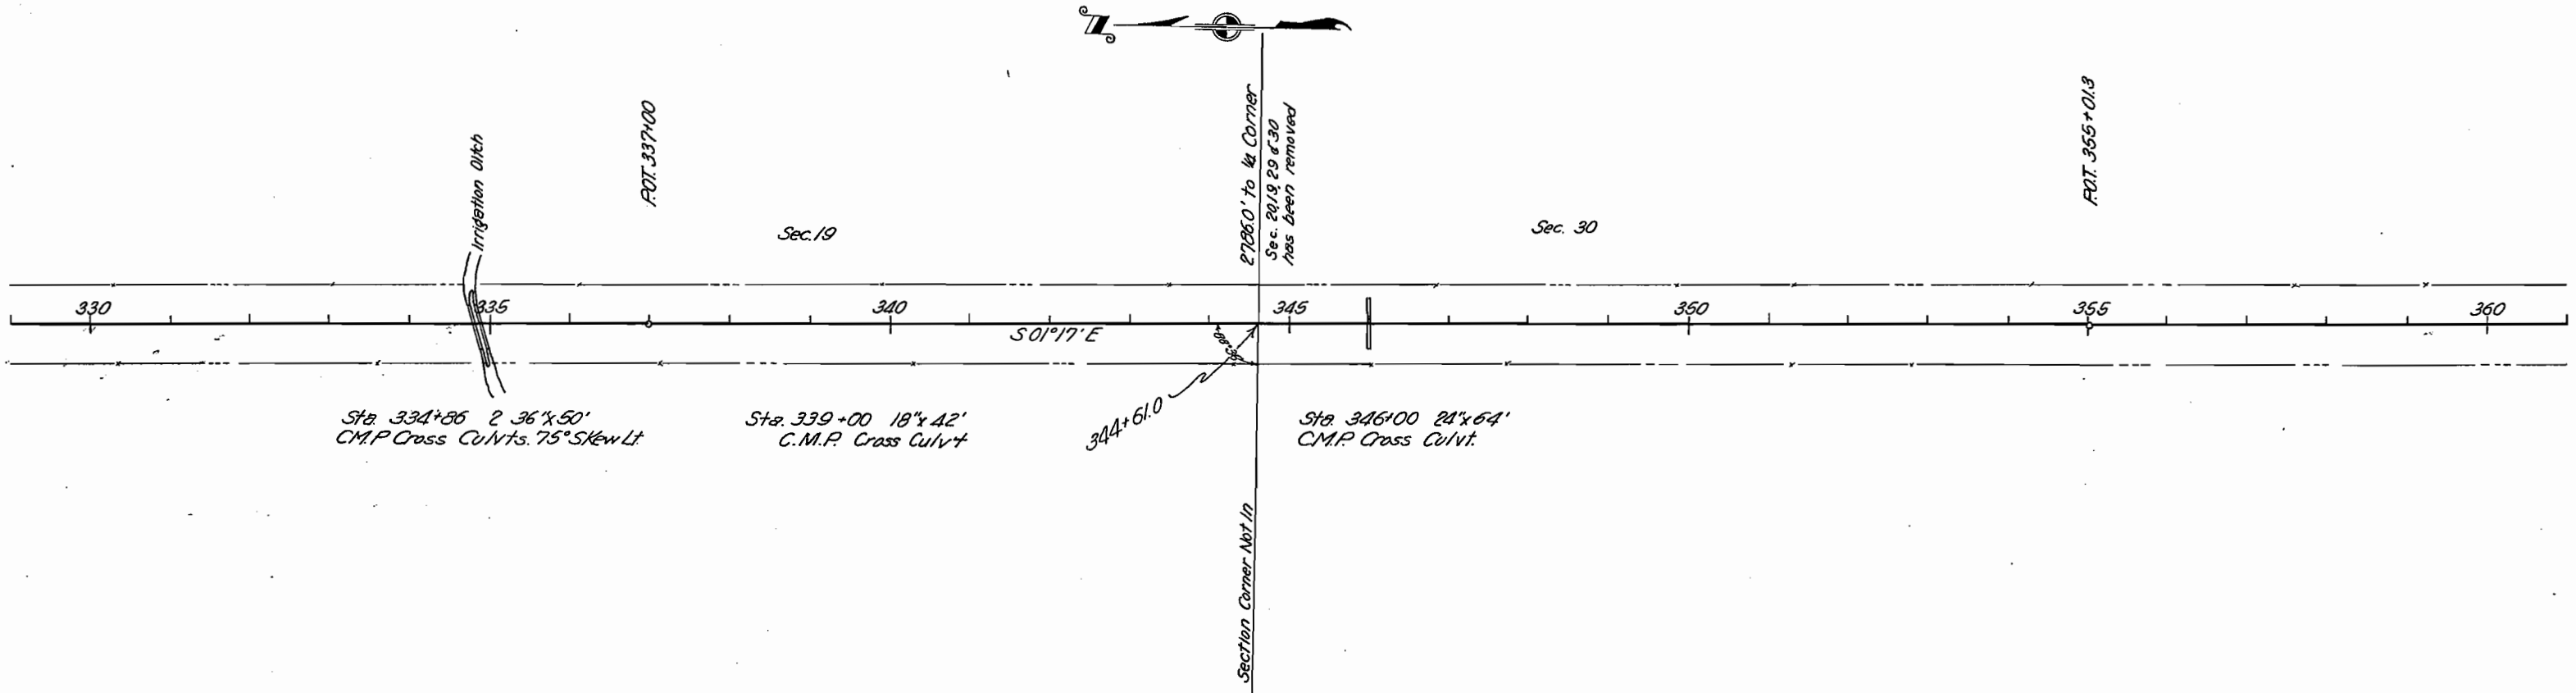 N
Irrigation Ditch
P.O.T. 337+00
Sec. 19
2786.0' to ¼ Corner
Sec. 20,19,29 & 30
has been removed
Sec. 30
P.O.T. 355+01.3
330
335
340
345
350
355
360
S 01°17' E
344+61.0
Sta. 334+86 2 36"x50'
C.M.P. Cross Culvts. 75° Skew Lt.
Sta. 339+00 18"x42'
C.M.P. Cross Culvt
Sta. 346+00 24"x64'
C.M.P. Cross Culvt.
Section Corner Not In